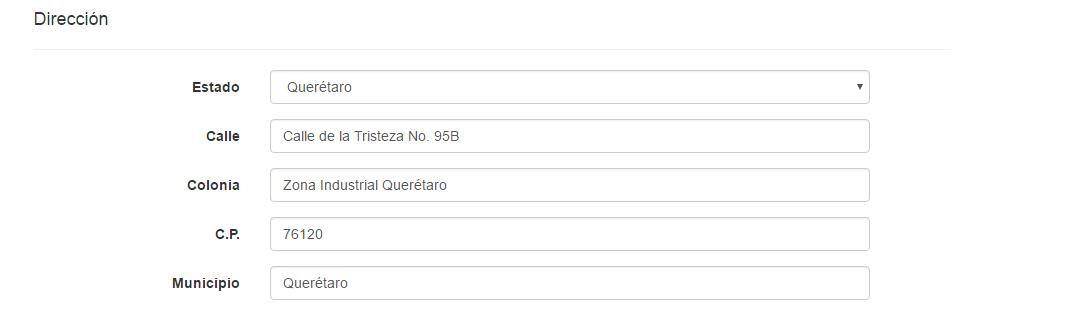 Dirección
Estado Querétaro
Calle Calle de la Tristeza No. 95B
Colonia Zona Industrial Querétaro
C.P. 76120
Municipio Querétaro